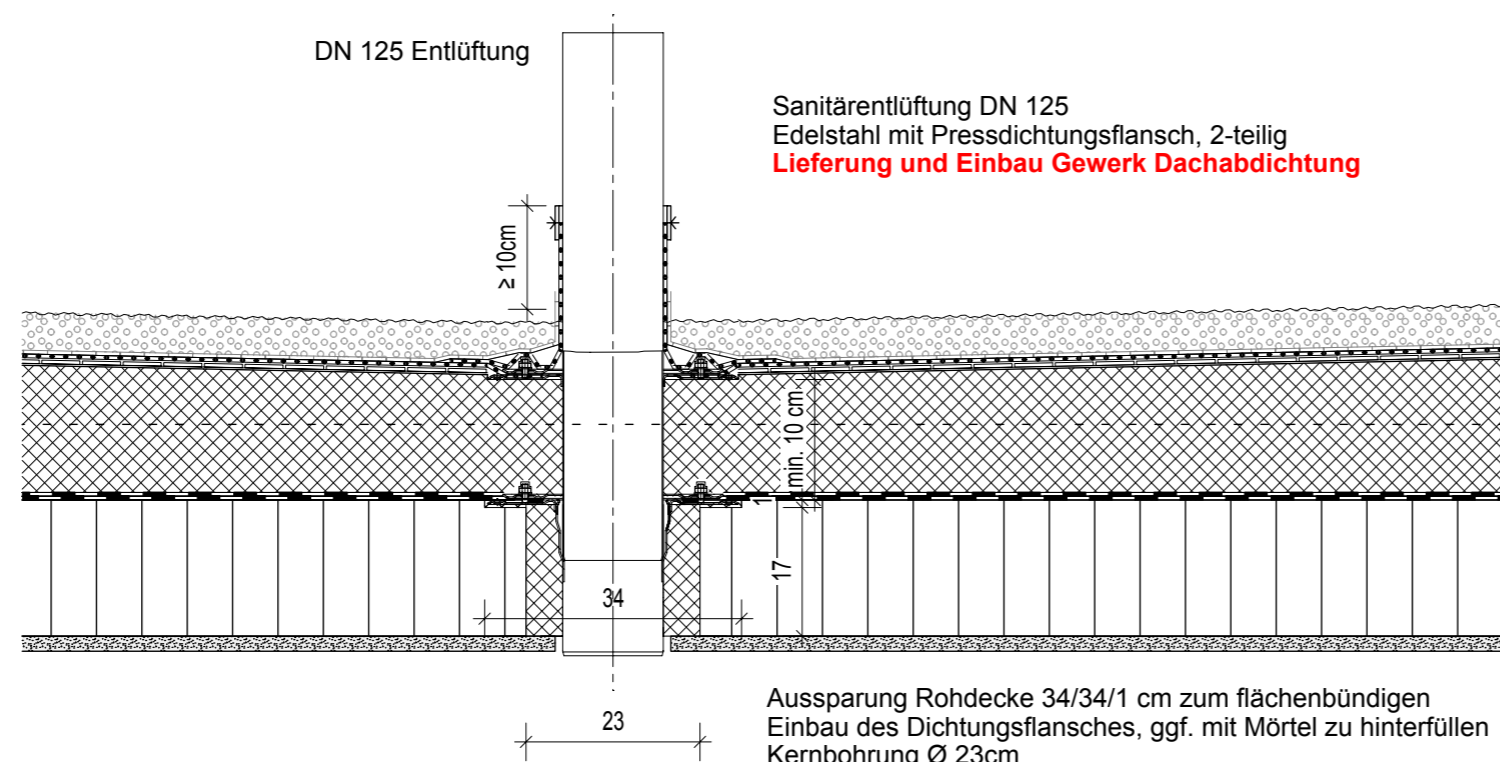 DN 125 Entlüftung
Sanitärentlüftung DN 125
Edelstahl mit Pressdichtungsflansch, 2-teilig
Lieferung und Einbau Gewerk Dachabdichtung
≥ 10cm
min. 10 cm
1
17
34
23
Aussparung Rohdecke 34/34/1 cm zum flächenbündigen
Einbau des Dichtungsflansches, ggf. mit Mörtel zu hinterfüllen
Kernbohrung Ø 23cm